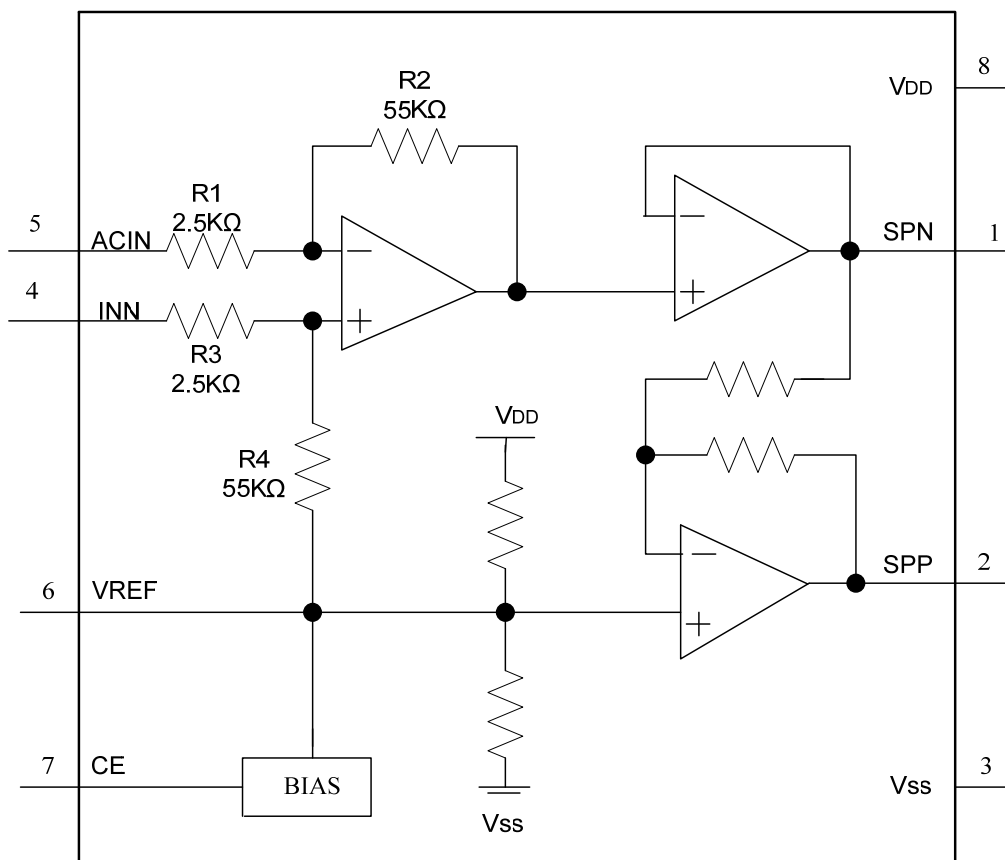 8
VDD
R2
55KΩ
R1
2.5KΩ
5
ACIN
−
−
SPN
1
4
INN
+
+
R3
2.5KΩ
VDD
R4
55KΩ
−
SPP
2
6
VREF
+
7
CE
BIAS
Vss
Vss
3